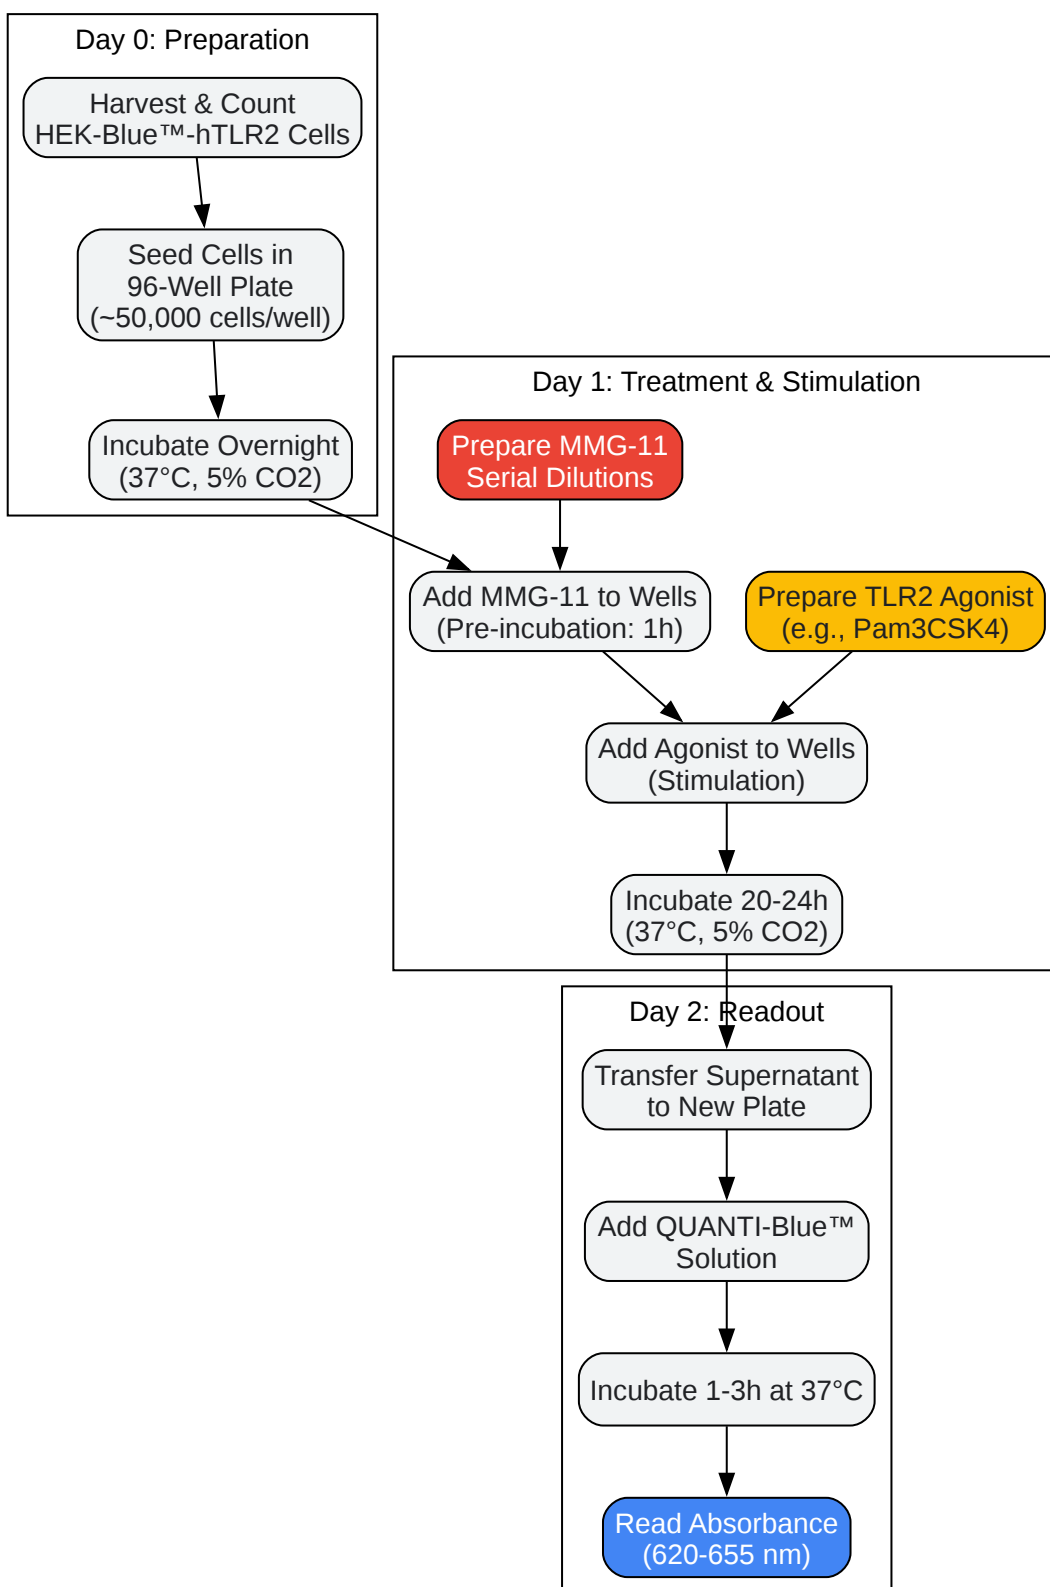 Day 0: Preparation
Harvest & Count
HEK-Blue™-hTLR2 Cells
Seed Cells in
96-Well Plate
(~50,000 cells/well)
Incubate Overnight
(37°C, 5% CO2)
Day 1: Treatment & Stimulation
Prepare MMG-11
Serial Dilutions
Add MMG-11 to Wells
(Pre-incubation: 1h)
Prepare TLR2 Agonist
(e.g., Pam3CSK4)
Add Agonist to Wells
(Stimulation)
Incubate 20-24h
(37°C, 5% CO2)
Day 2: Readout
Transfer Supernatant
to New Plate
Add QUANTI-Blue™
Solution
Incubate 1-3h at 37°C
Read Absorbance
(620-655 nm)